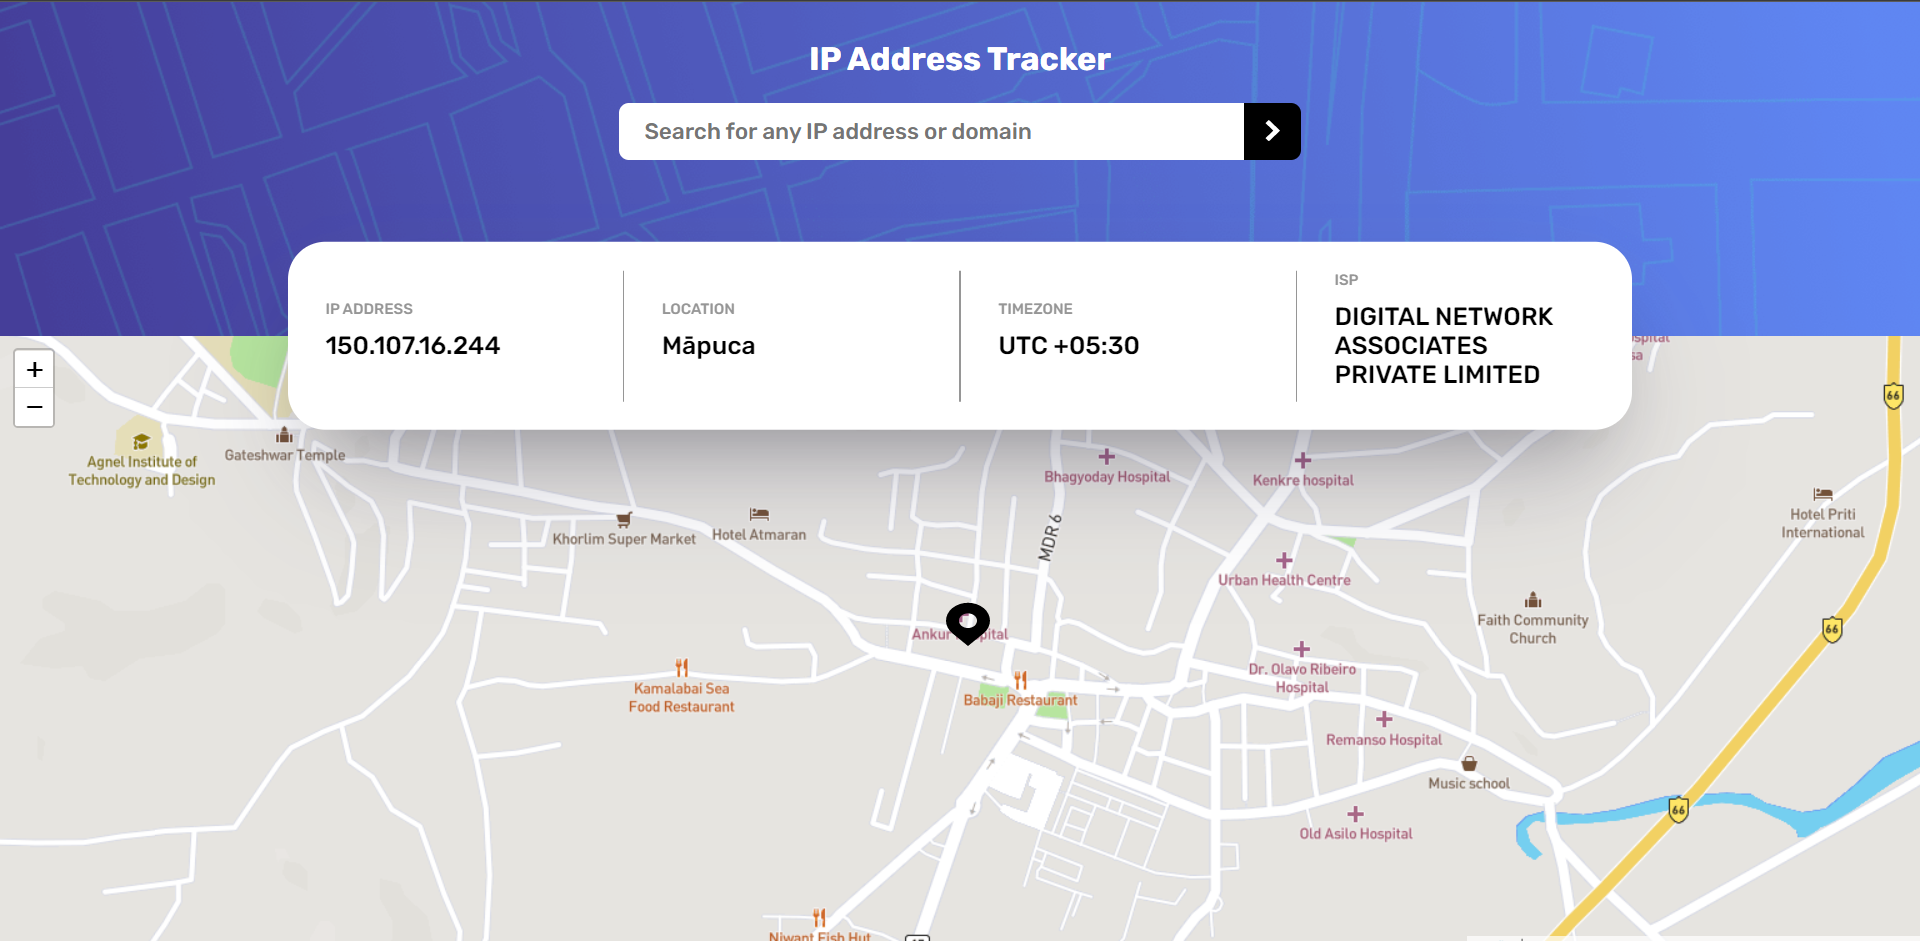 IP Address Tracker
Search for any IP address or domain
IP ADDRESS
150.107.16.244
LOCATION
Māpuca
TIMEZONE
UTC +05:30
ISP
DIGITAL NETWORK
ASSOCIATES
PRIVATE LIMITED
+
−
66
Agnel Institute of
Technology and Design
Gateshwar Temple
Bhagyoday Hospital
Kenkre hospital
Hotel Priti
International
Khorlim Super Market
Hotel Atmaran
MDR 6
Urban Health Centre
Faith Community
Church
66
Ankur
Dr. Olavo Ribeiro
Hospital
Kamalabai Sea
Food Restaurant
Babaji Restaurant
Remanso Hospital
Music school
66
Old Asilo Hospital
Niwant Fish Hut